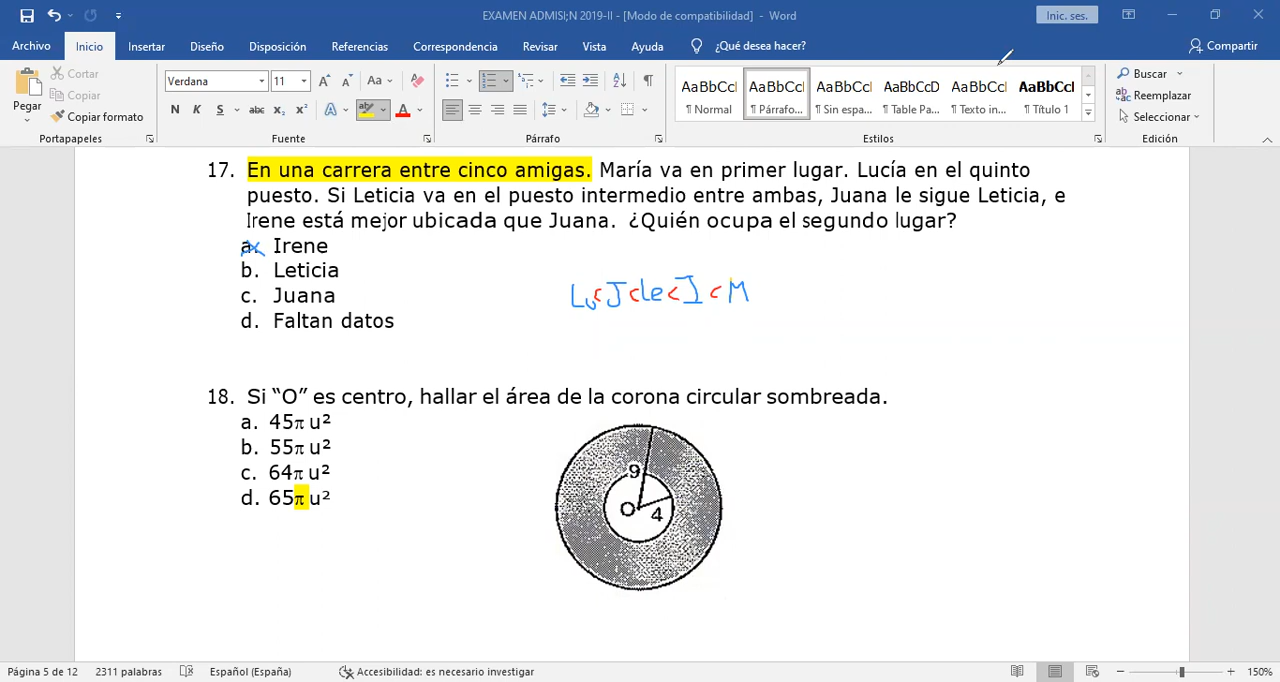 EXAMEN ADMISI;N 2019-II - [Modo de compatibilidad] - Word
Inic. ses.
Archivo Inicio Insertar Diseño Disposición Referencias Correspondencia Revisar Vista Ayuda ¿Qué desea hacer? Compartir
Pegar
Cortar
Copiar
Copiar formato
Portapapeles
Verdana 11
Fuente
Párrafo
AaBbCcl AaBbCcl AaBbCcl AaBbCcD AaBbCcl AaBbCcI
¶ Normal ¶ Párrafo... ¶ Sin espa... ¶ Table Pa... ¶ Texto in... ¶ Título 1
Estilos
Buscar
Reemplazar
Seleccionar
Edición
17. En una carrera entre cinco amigas. María va en primer lugar. Lucía en el quinto
puesto. Si Leticia va en el puesto intermedio entre ambas, Juana le sigue Leticia, e
Irene está mejor ubicada que Juana. ¿Quién ocupa el segundo lugar?
a. Irene
b. Leticia
c. Juana
d. Faltan datos
Lu < J < Le < I < M
18. Si “O” es centro, hallar el área de la corona circular sombreada.
a. 45π u²
b. 55π u²
c. 64π u²
d. 65π u²
9
O
4
Página 5 de 12 2311 palabras Español (España) Accesibilidad: es necesario investigar 150%